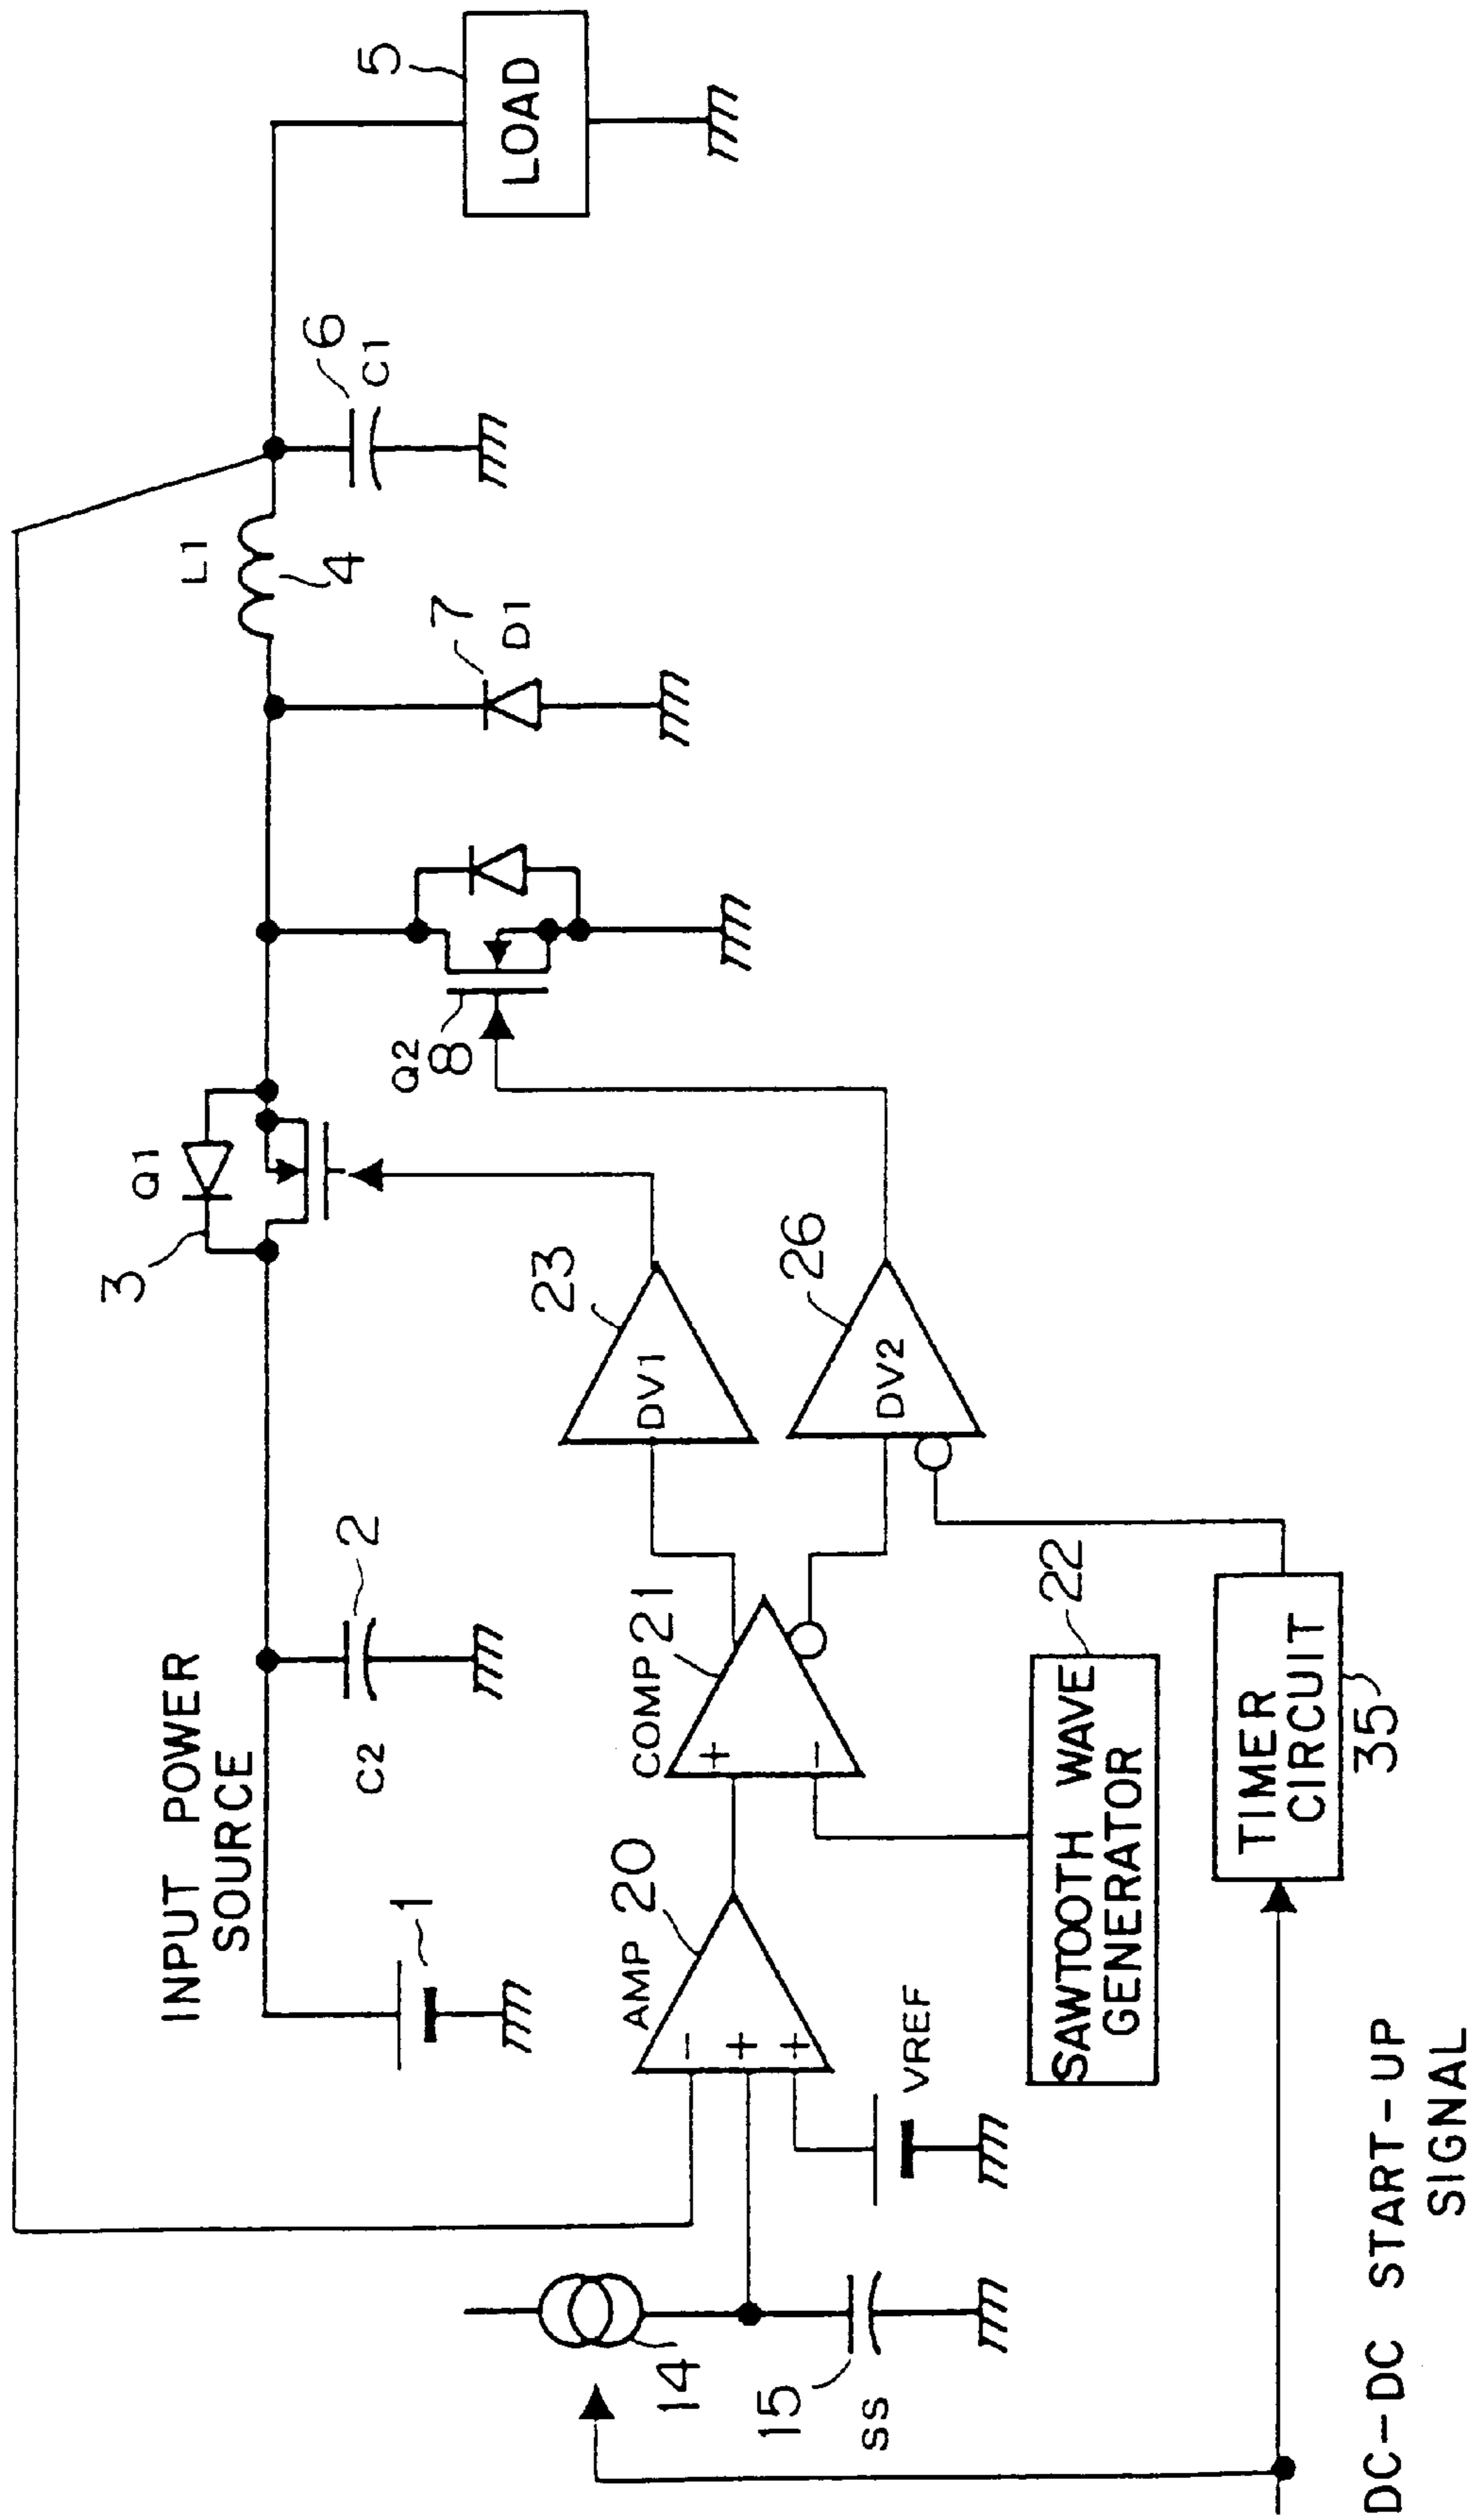 INPUT POWER
SOURCE
3
Q1
L1
4
1
C2
2
Q2
8
7
D1
6
C1
5
LOAD
AMP 20
COMP 21
DV1
23
DV2
26
-
+
+
+
-
VREF
14
15
SS
SAWTOOTH WAVE
GENERATOR
22
TIMER
CIRCUIT
35
DC-DC START-UP
SIGNAL